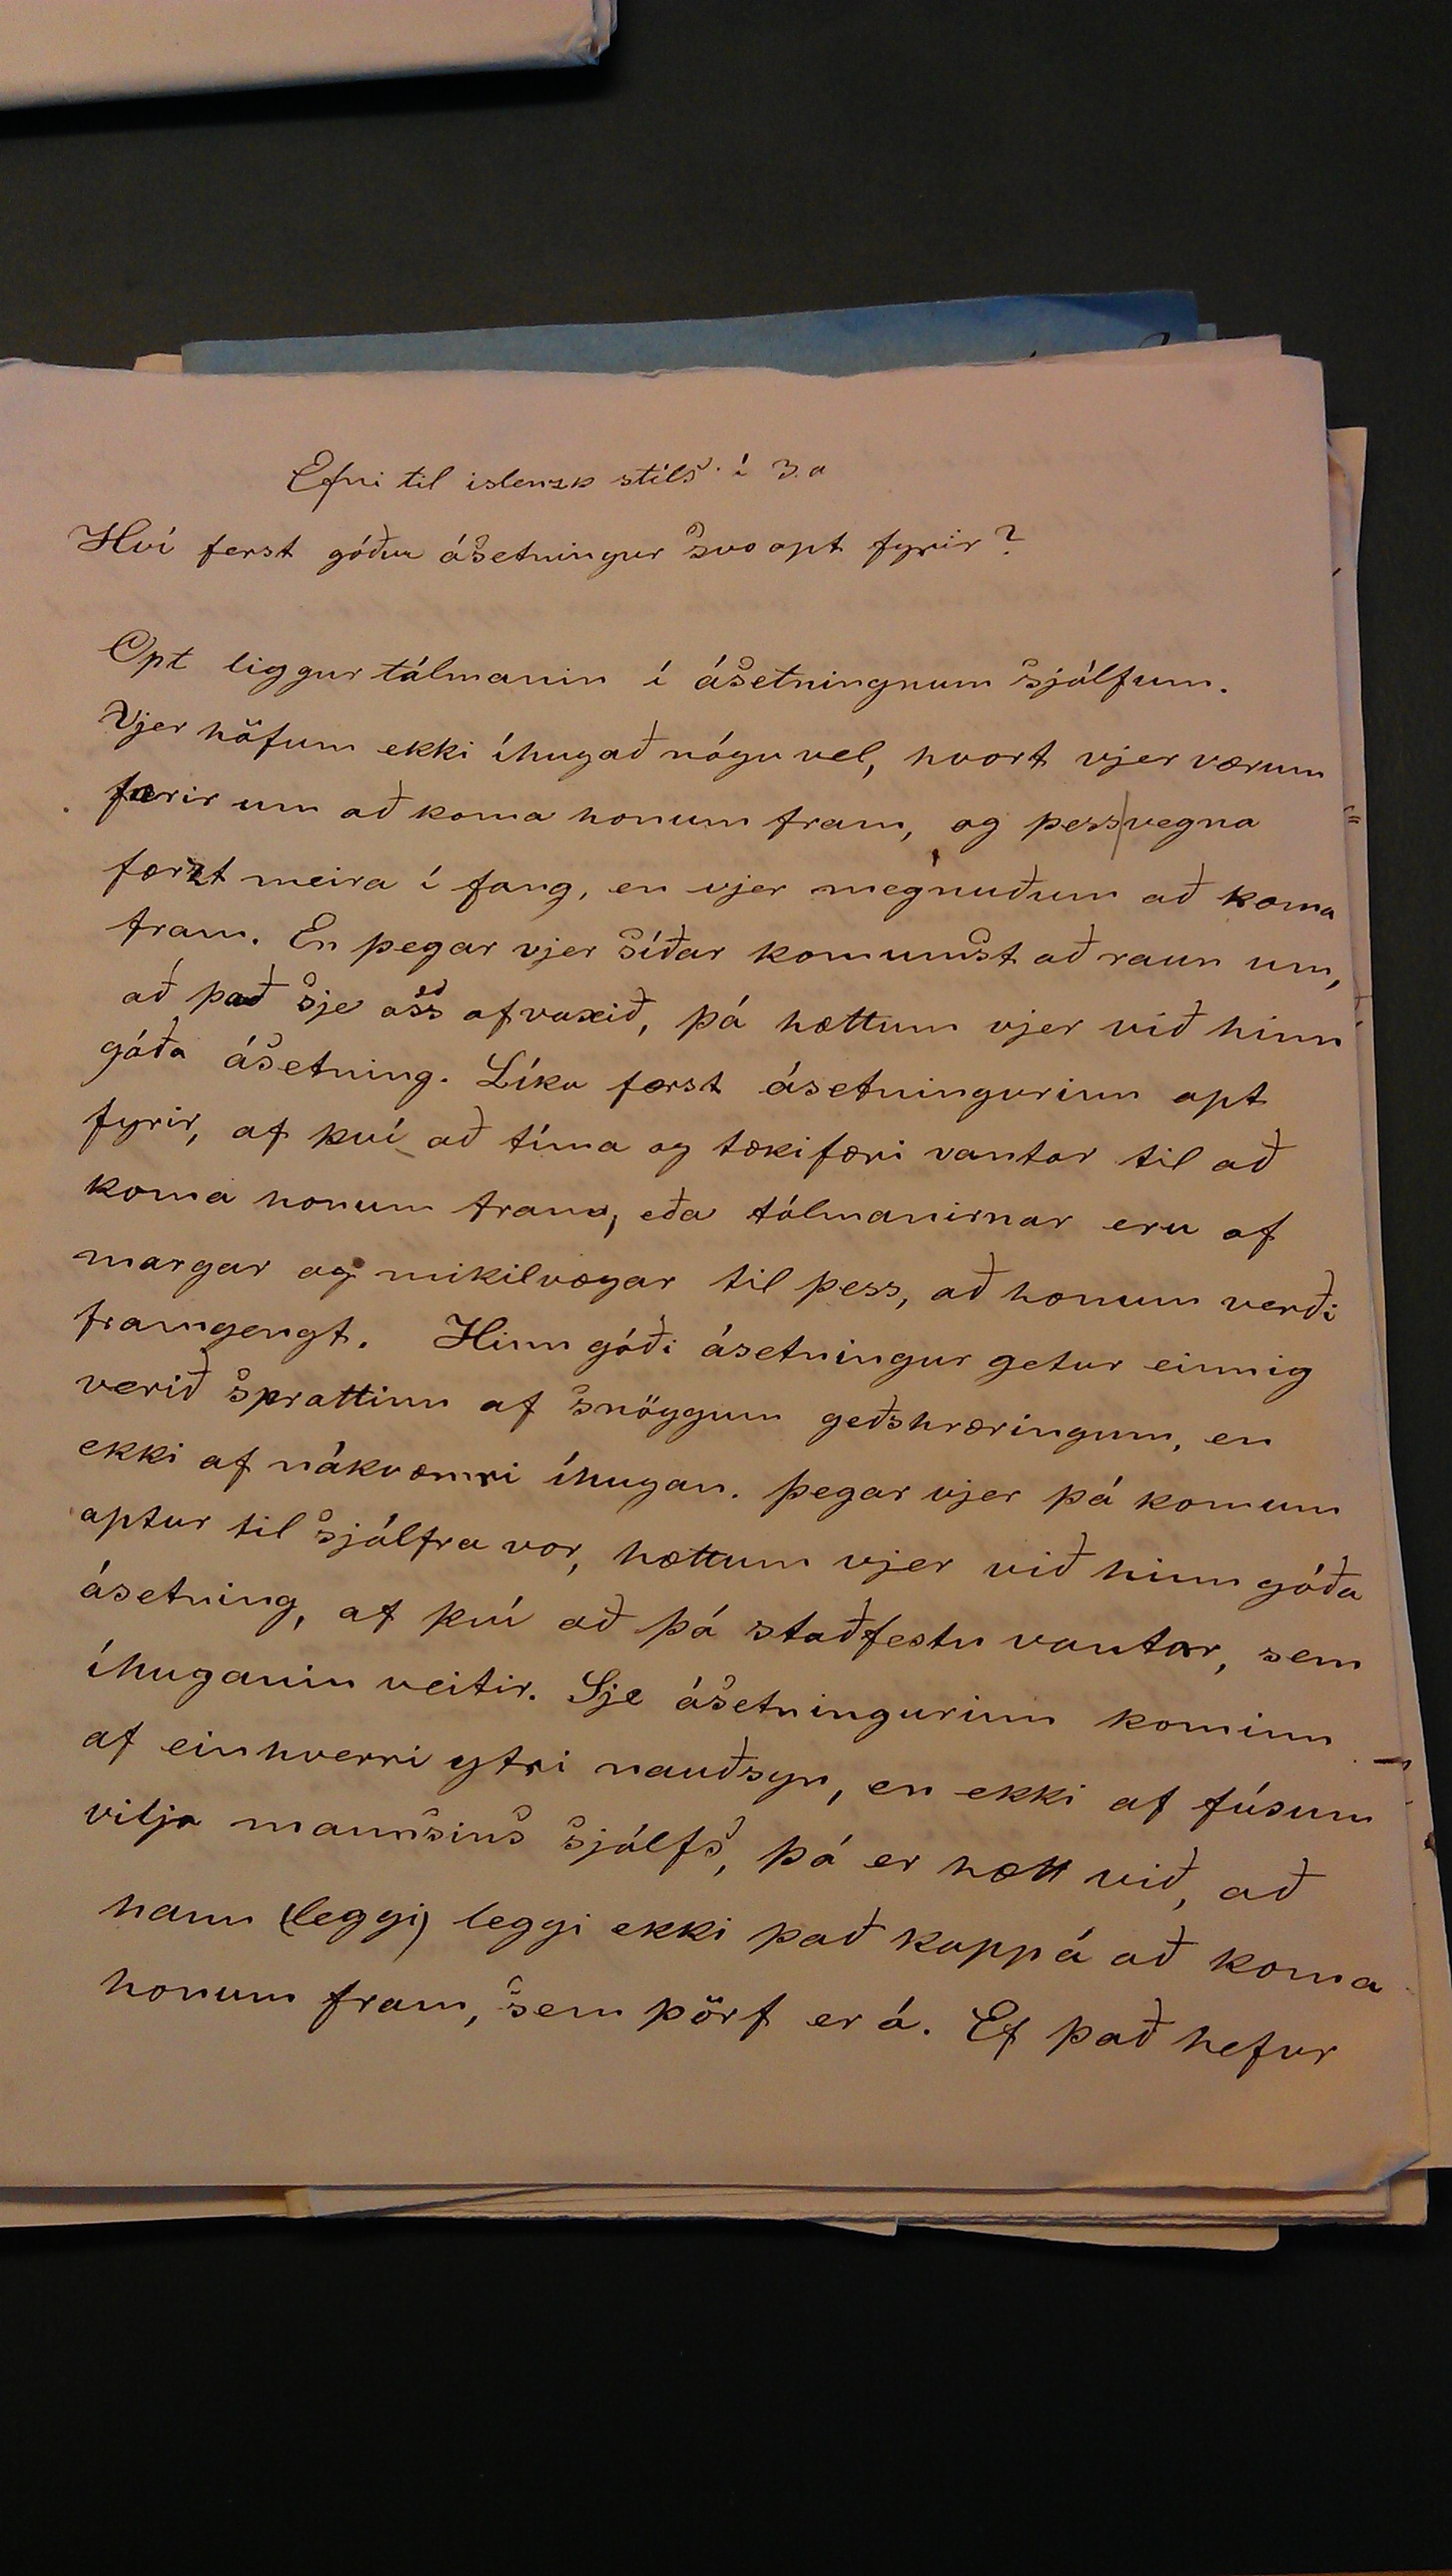 Efni til islenzk stíls í 3. a
Hví ferst góður ásetningur svo opt fyrir?
Opt liggur tálmanin í ásetningnum sjálfum.
Vjer höfum ekki íhugað nógu vel, hvort vjer værum
færir um að koma honum fram, og þess|vegna
færzt meira í fang, en vjer megnuðum að koma
fram. En þegar vjer síðar komumst að raun um,
að það sje oss ofvaxið, þá hættum vjer við hinn
góða ásetning. Líka ferst ásetningurinn opt
fyrir, af því að tíma og tækifæri vantar til að
koma honum fram, eða tálmanirnar eru of
margar og mikilvægar til þess, að honum verði
framgengt. Hinn góði ásetningur getur einnig
verið sprottinn af snöggum geðshræringum, en
ekki af nákvæmri íhugan. Þegar vjer þá komum
aptur til sjálfra vor, hættum vjer við hinn góða
ásetning, af því að þá staðfestu vantar, sem
íhuganin veitir. Sje ásetningurinn kominn
af einhverri ytri nauðsyn, en ekki af fúsum
vilja mannsins sjálfs, þá er hætt við, að
hann (leggi) leggi ekki það kapp á að koma
honum fram, sem þörf er á. Ef það hefur